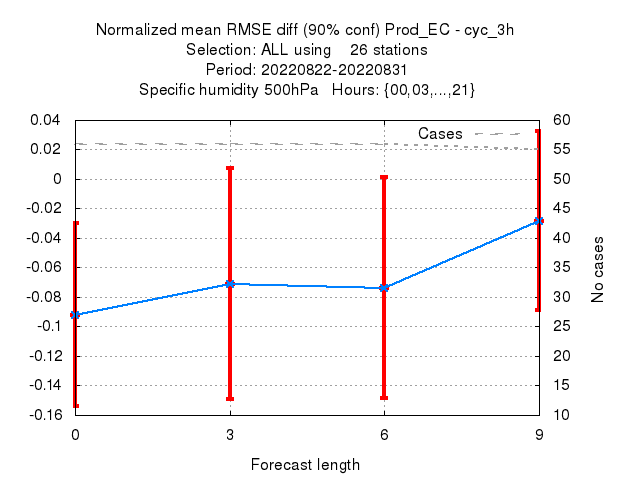 Normalized mean RMSE diff (90% conf) Prod_EC - cyc_3h
Selection: ALL using    26 stations
Period: 20220822-20220831
Specific humidity 500hPa   Hours: {00,03,...,21}
0.04
0.02
0
-0.02
-0.04
-0.06
-0.08
-0.1
-0.12
-0.14
-0.16
Cases
60
55
50
45
40
35
30
25
20
15
10
No cases
0 3 6 9
Forecast length